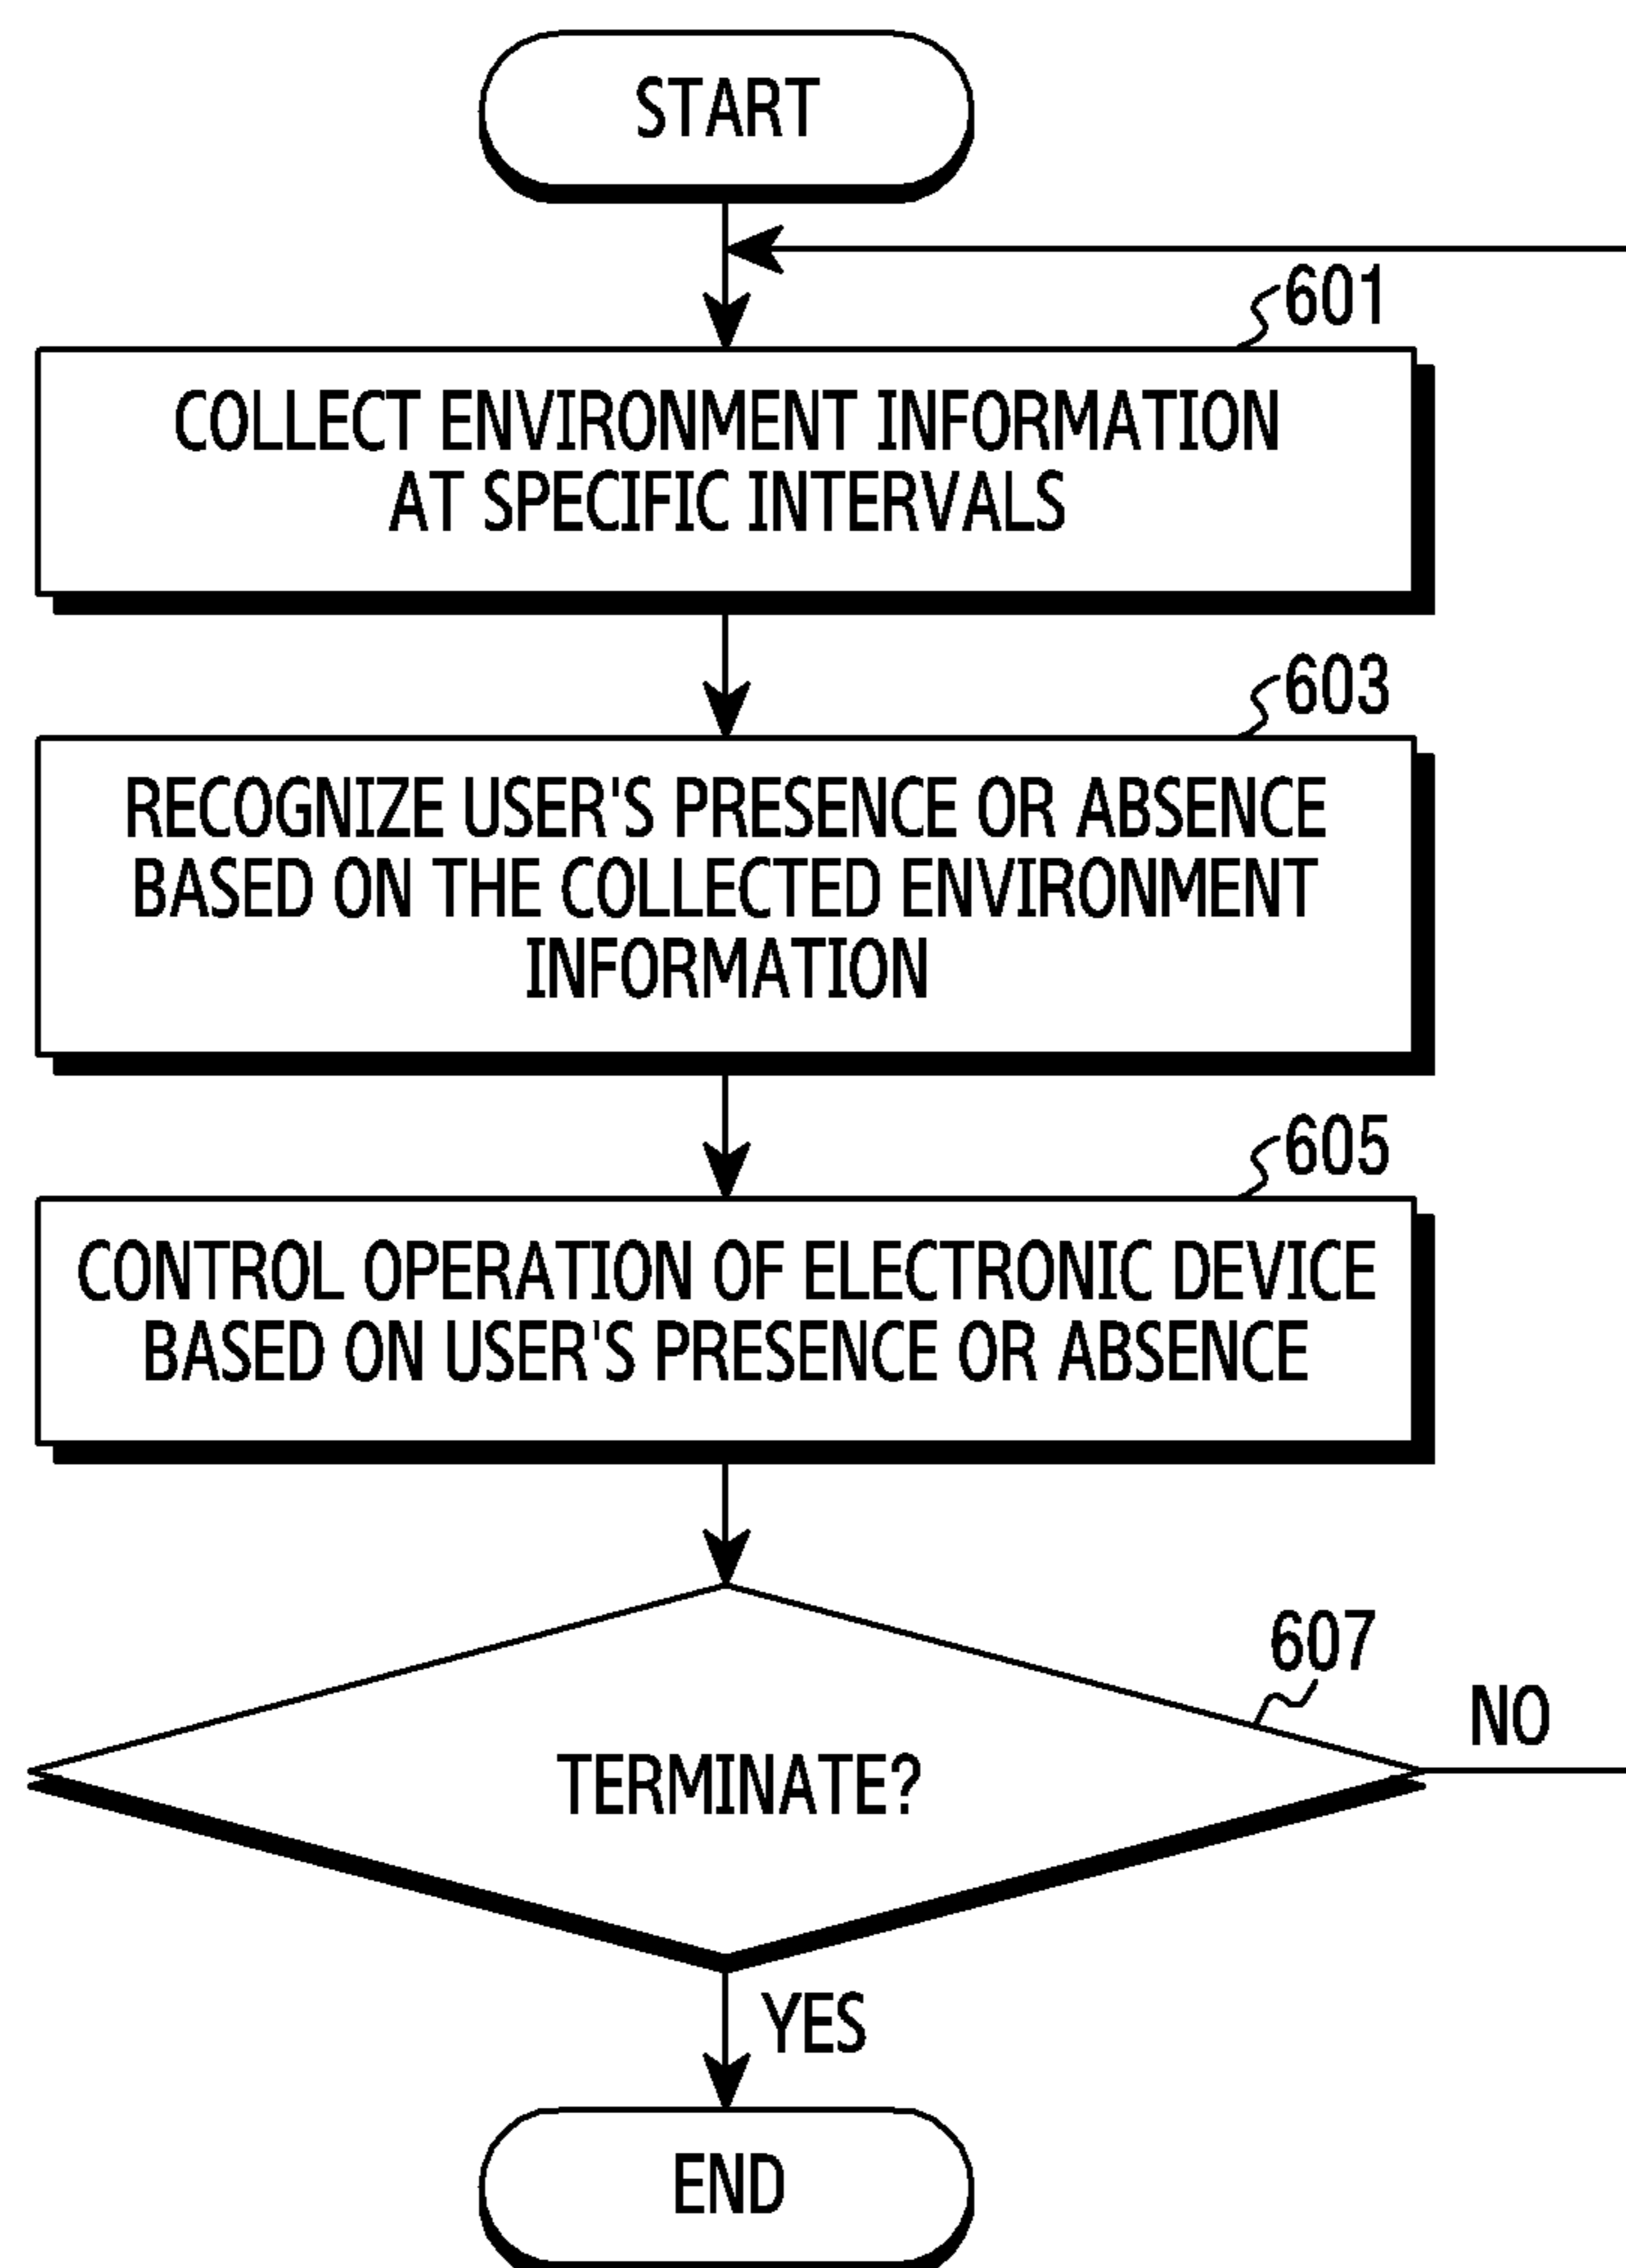 START
601
COLLECT ENVIRONMENT INFORMATION
AT SPECIFIC INTERVALS
603
RECOGNIZE USER'S PRESENCE OR ABSENCE
BASED ON THE COLLECTED ENVIRONMENT
INFORMATION
605
CONTROL OPERATION OF ELECTRONIC DEVICE
BASED ON USER'S PRESENCE OR ABSENCE
607
NO
TERMINATE?
YES
END